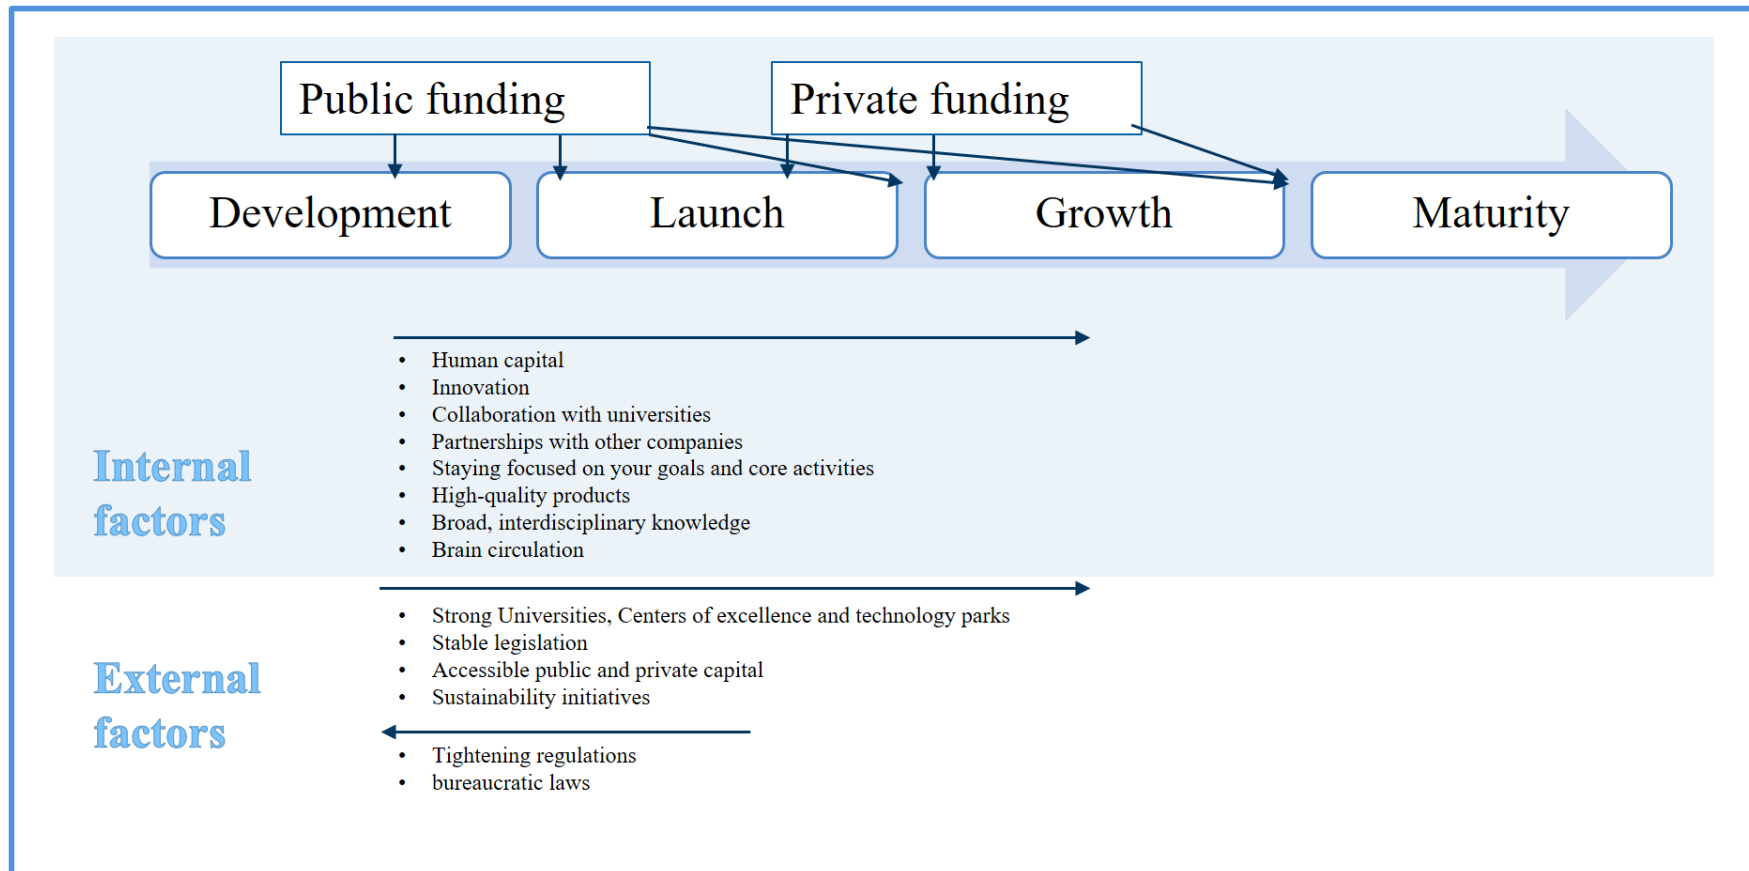 Public funding
Private funding
Development
Launch
Growth
Maturity
• Human capital
• Innovation
• Collaboration with universities
• Partnerships with other companies
• Staying focused on your goals and core activities
• High-quality products
• Broad, interdisciplinary knowledge
• Brain circulation
Internal
factors
• Strong Universities, Centers of excellence and technology parks
• Stable legislation
• Accessible public and private capital
• Sustainability initiatives
External
factors
• Tightening regulations
• bureaucratic laws